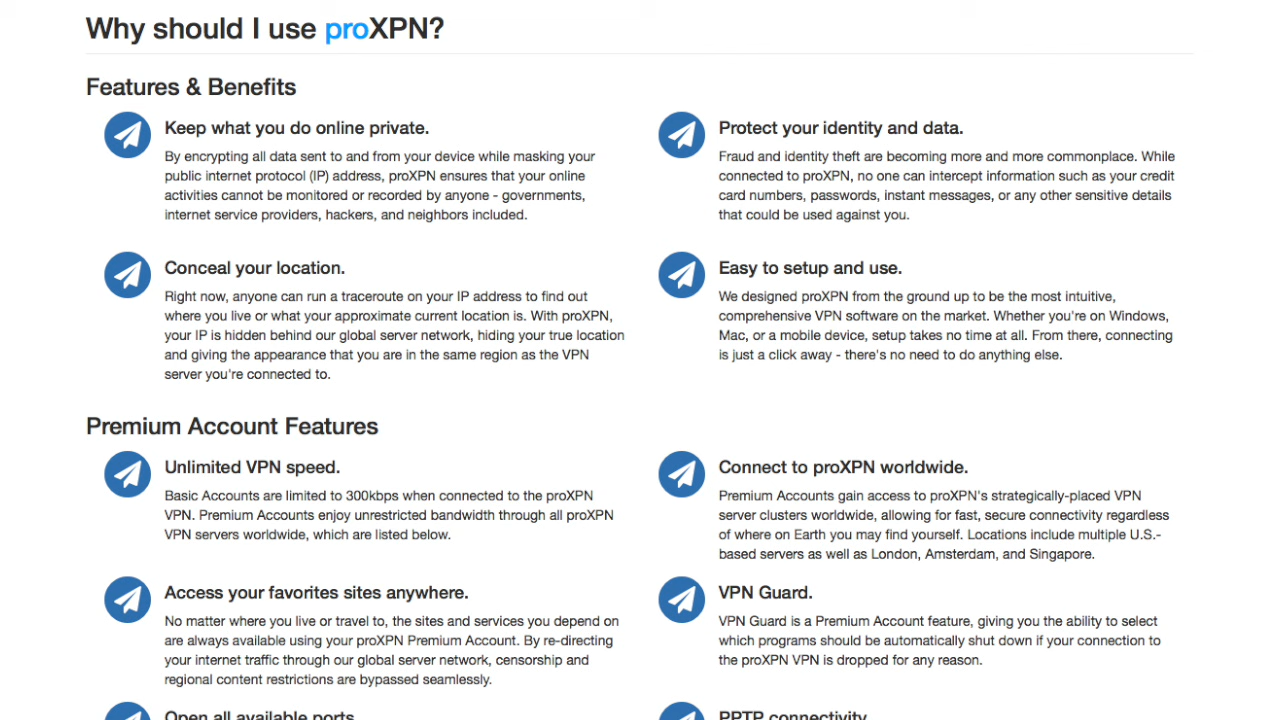 Why should I use proXPN?
Features & Benefits
Keep what you do online private.
By encrypting all data sent to and from your device while masking your
public internet protocol (IP) address, proXPN ensures that your online
activities cannot be monitored or recorded by anyone - governments,
internet service providers, hackers, and neighbors included.
Protect your identity and data.
Fraud and identity theft are becoming more and more commonplace. While
connected to proXPN, no one can intercept information such as your credit
card numbers, passwords, instant messages, or any other sensitive details
that could be used against you.
Conceal your location.
Right now, anyone can run a traceroute on your IP address to find out
where you live or what your approximate current location is. With proXPN,
your IP is hidden behind our global server network, hiding your true location
and giving the appearance that you are in the same region as the VPN
server you're connected to.
Easy to setup and use.
We designed proXPN from the ground up to be the most intuitive,
comprehensive VPN software on the market. Whether you're on Windows,
Mac, or a mobile device, setup takes no time at all. From there, connecting
is just a click away - there's no need to do anything else.
Premium Account Features
Unlimited VPN speed.
Basic Accounts are limited to 300kbps when connected to the proXPN
VPN. Premium Accounts enjoy unrestricted bandwidth through all proXPN
VPN servers worldwide, which are listed below.
Connect to proXPN worldwide.
Premium Accounts gain access to proXPN's strategically-placed VPN
server clusters worldwide, allowing for fast, secure connectivity regardless
of where on Earth you may find yourself. Locations include multiple U.S.-
based servers as well as London, Amsterdam, and Singapore.
Access your favorites sites anywhere.
No matter where you live or travel to, the sites and services you depend on
are always available using your proXPN Premium Account. By re-directing
your internet traffic through our global server network, censorship and
regional content restrictions are bypassed seamlessly.
VPN Guard.
VPN Guard is a Premium Account feature, giving you the ability to select
which programs should be automatically shut down if your connection to
the proXPN VPN is dropped for any reason.
Open all available ports.
PPTP connectivity.